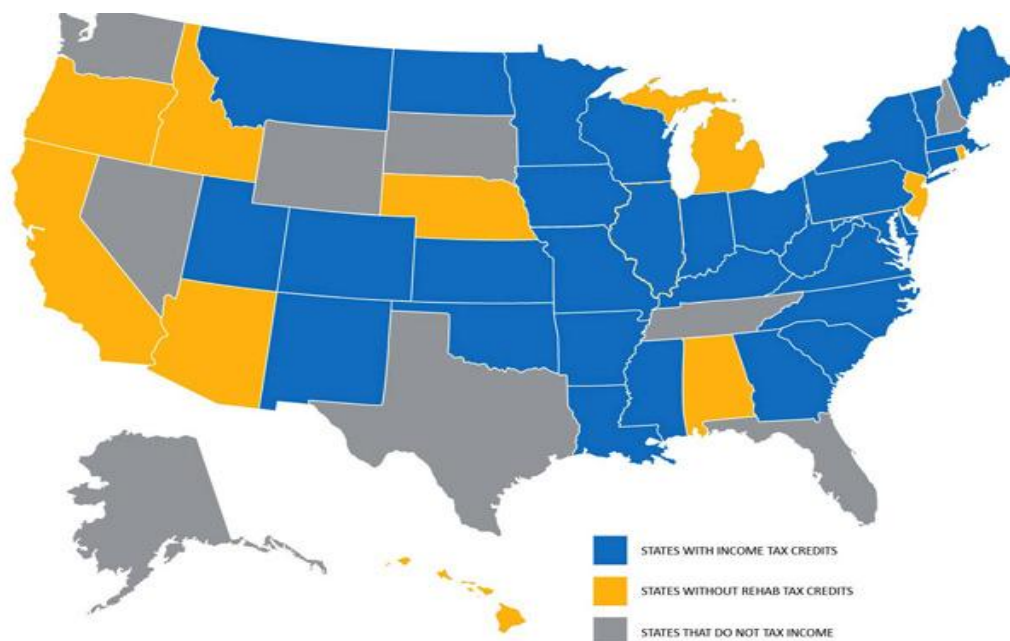 STATES WITH INCOME TAX CREDITS
STATES WITHOUT REHAB TAX CREDITS
STATES THAT DO NOT TAX INCOME